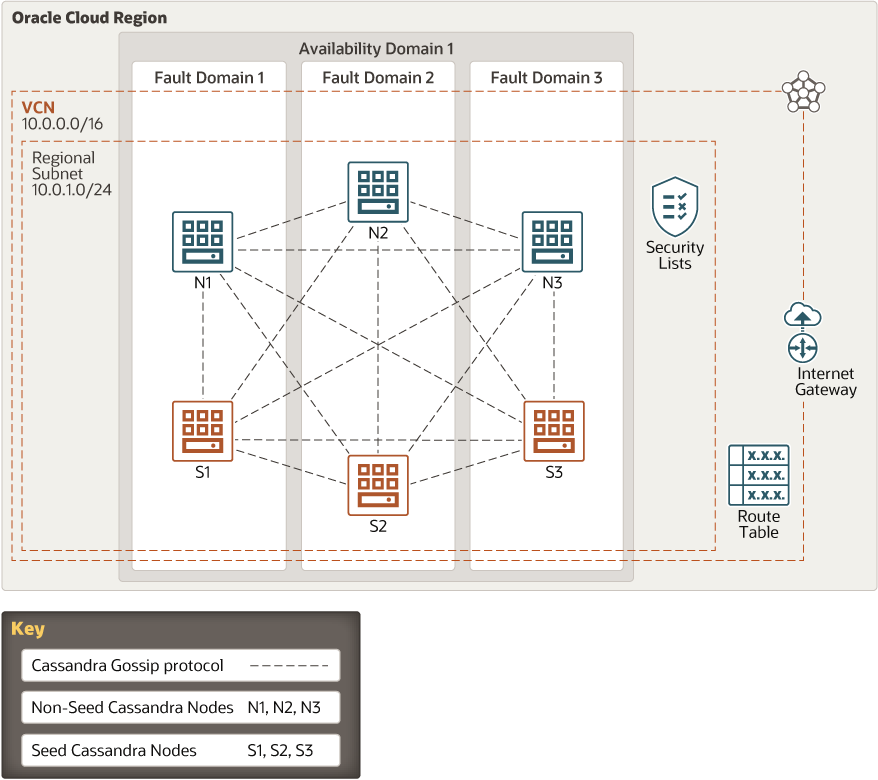 Oracle Cloud Region
Availability Domain 1
Fault Domain 1
Fault Domain 2
Fault Domain 3
VCN
10.0.0.0/16
Regional
Subnet
10.0.1.0/24
N1
N2
N3
Security
Lists
Internet
Gateway
S1
S2
S3
x.x.x.
x.x.x.
x.x.x.
Route
Table
Key
Cassandra Gossip protocol
Non-Seed Cassandra Nodes N1, N2, N3
Seed Cassandra Nodes S1, S2, S3